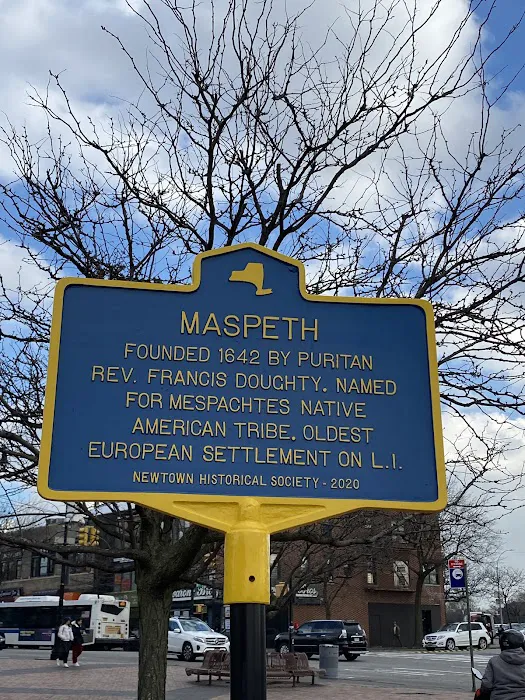 MASPETH
FOUNDED 1642 BY PURITAN
REV. FRANCIS DOUGHTY. NAMED
FOR MESPACHTES NATIVE
AMERICAN TRIBE. OLDEST
EUROPEAN SETTLEMENT ON L.I.
NEWTOWN HISTORICAL SOCIETY - 2020